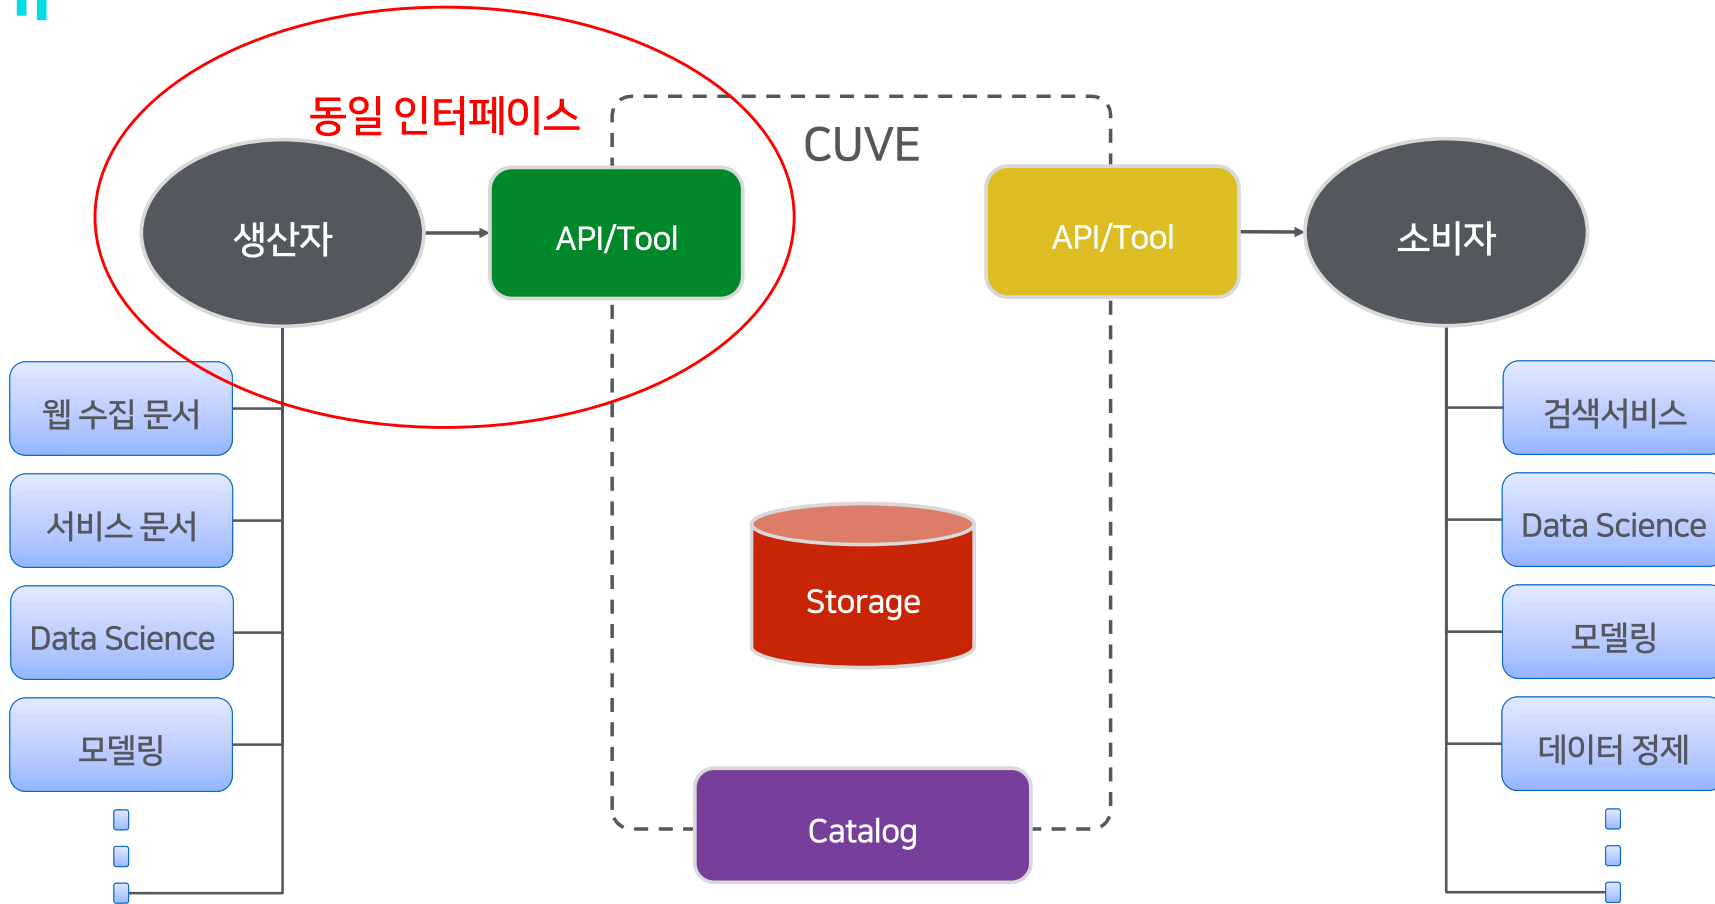 동일 인터페이스
CUVE
생산자
API/Tool
API/Tool
소비자
웹 수집 문서
서비스 문서
Data Science
모델링
Storage
Catalog
검색서비스
Data Science
모델링
데이터 정제